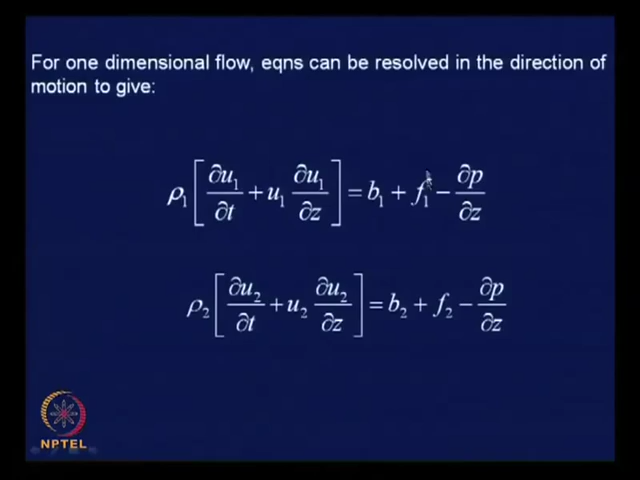 For one dimensional flow, eqns can be resolved in the direction of
motion to give:
ρ₁[∂u₁/∂t + u₁ ∂u₁/∂z] = b₁ + f₁ − ∂p/∂z
ρ₂[∂u₂/∂t + u₂ ∂u₂/∂z] = b₂ + f₂ − ∂p/∂z
NPTEL